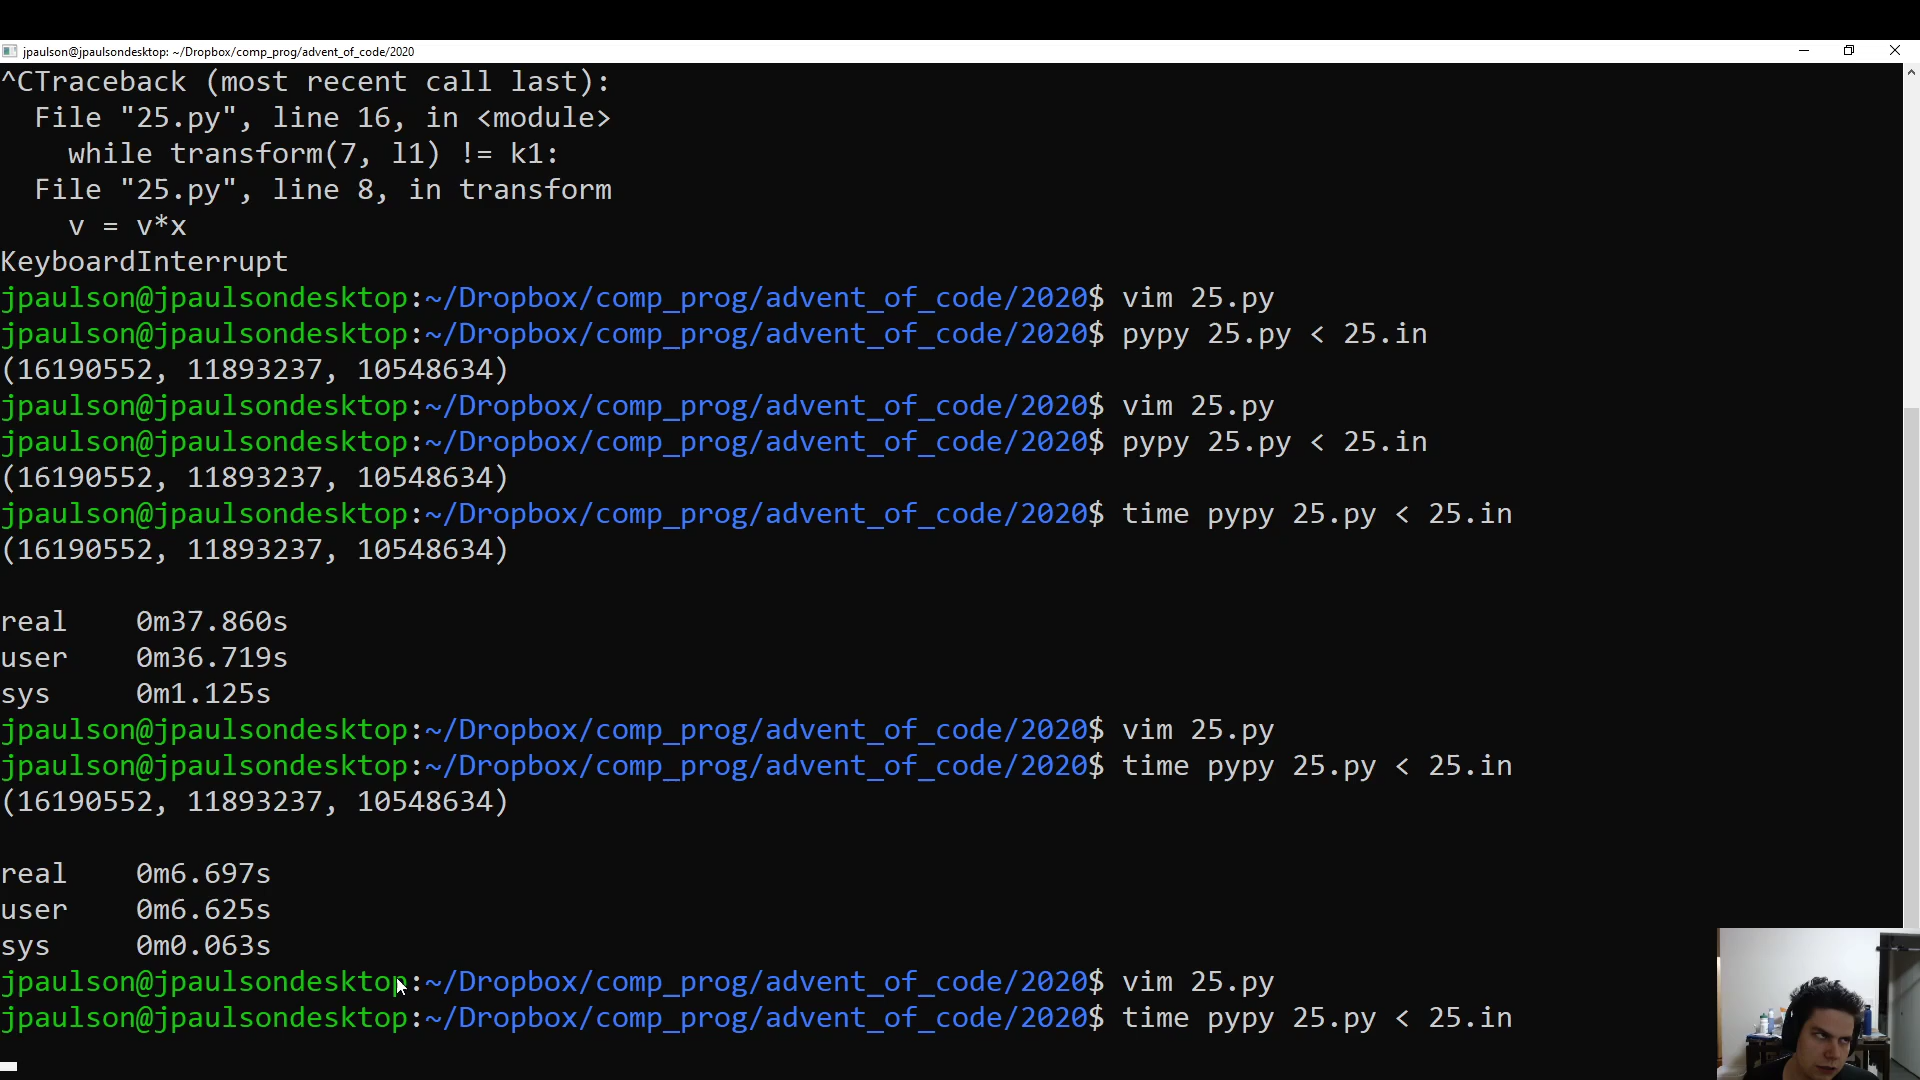 jpaulson@jpaulsondesktop: ~/Dropbox/comp_prog/advent_of_code/2020
^CTraceback (most recent call last):
  File "25.py", line 16, in <module>
    while transform(7, l1) != k1:
  File "25.py", line 8, in transform
    v = v*x
KeyboardInterrupt
jpaulson@jpaulsondesktop:~/Dropbox/comp_prog/advent_of_code/2020$ vim 25.py
jpaulson@jpaulsondesktop:~/Dropbox/comp_prog/advent_of_code/2020$ pypy 25.py < 25.in
(16190552, 11893237, 10548634)
jpaulson@jpaulsondesktop:~/Dropbox/comp_prog/advent_of_code/2020$ vim 25.py
jpaulson@jpaulsondesktop:~/Dropbox/comp_prog/advent_of_code/2020$ pypy 25.py < 25.in
(16190552, 11893237, 10548634)
jpaulson@jpaulsondesktop:~/Dropbox/comp_prog/advent_of_code/2020$ time pypy 25.py < 25.in
(16190552, 11893237, 10548634)

real    0m37.860s
user    0m36.719s
sys     0m1.125s
jpaulson@jpaulsondesktop:~/Dropbox/comp_prog/advent_of_code/2020$ vim 25.py
jpaulson@jpaulsondesktop:~/Dropbox/comp_prog/advent_of_code/2020$ time pypy 25.py < 25.in
(16190552, 11893237, 10548634)

real    0m6.697s
user    0m6.625s
sys     0m0.063s
jpaulson@jpaulsondesktop:~/Dropbox/comp_prog/advent_of_code/2020$ vim 25.py
jpaulson@jpaulsondesktop:~/Dropbox/comp_prog/advent_of_code/2020$ time pypy 25.py < 25.in